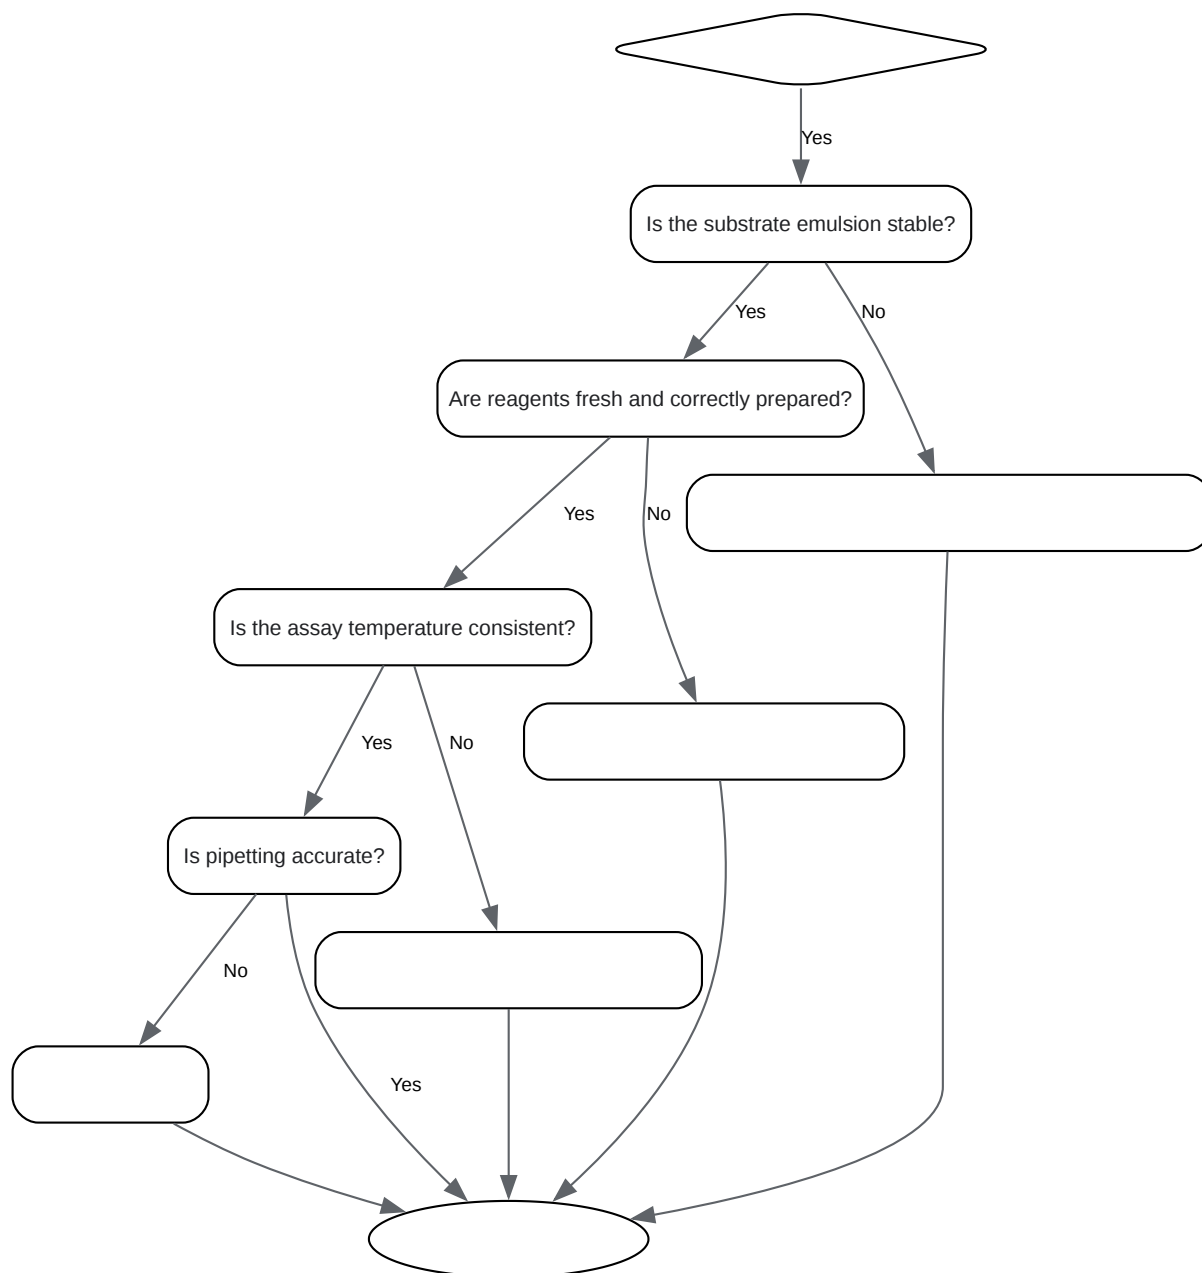 Yes
Is the substrate emulsion stable?
Yes
No
Are reagents fresh and correctly prepared?
Yes
No
Is the assay temperature consistent?
Yes
No
Is pipetting accurate?
No
Yes